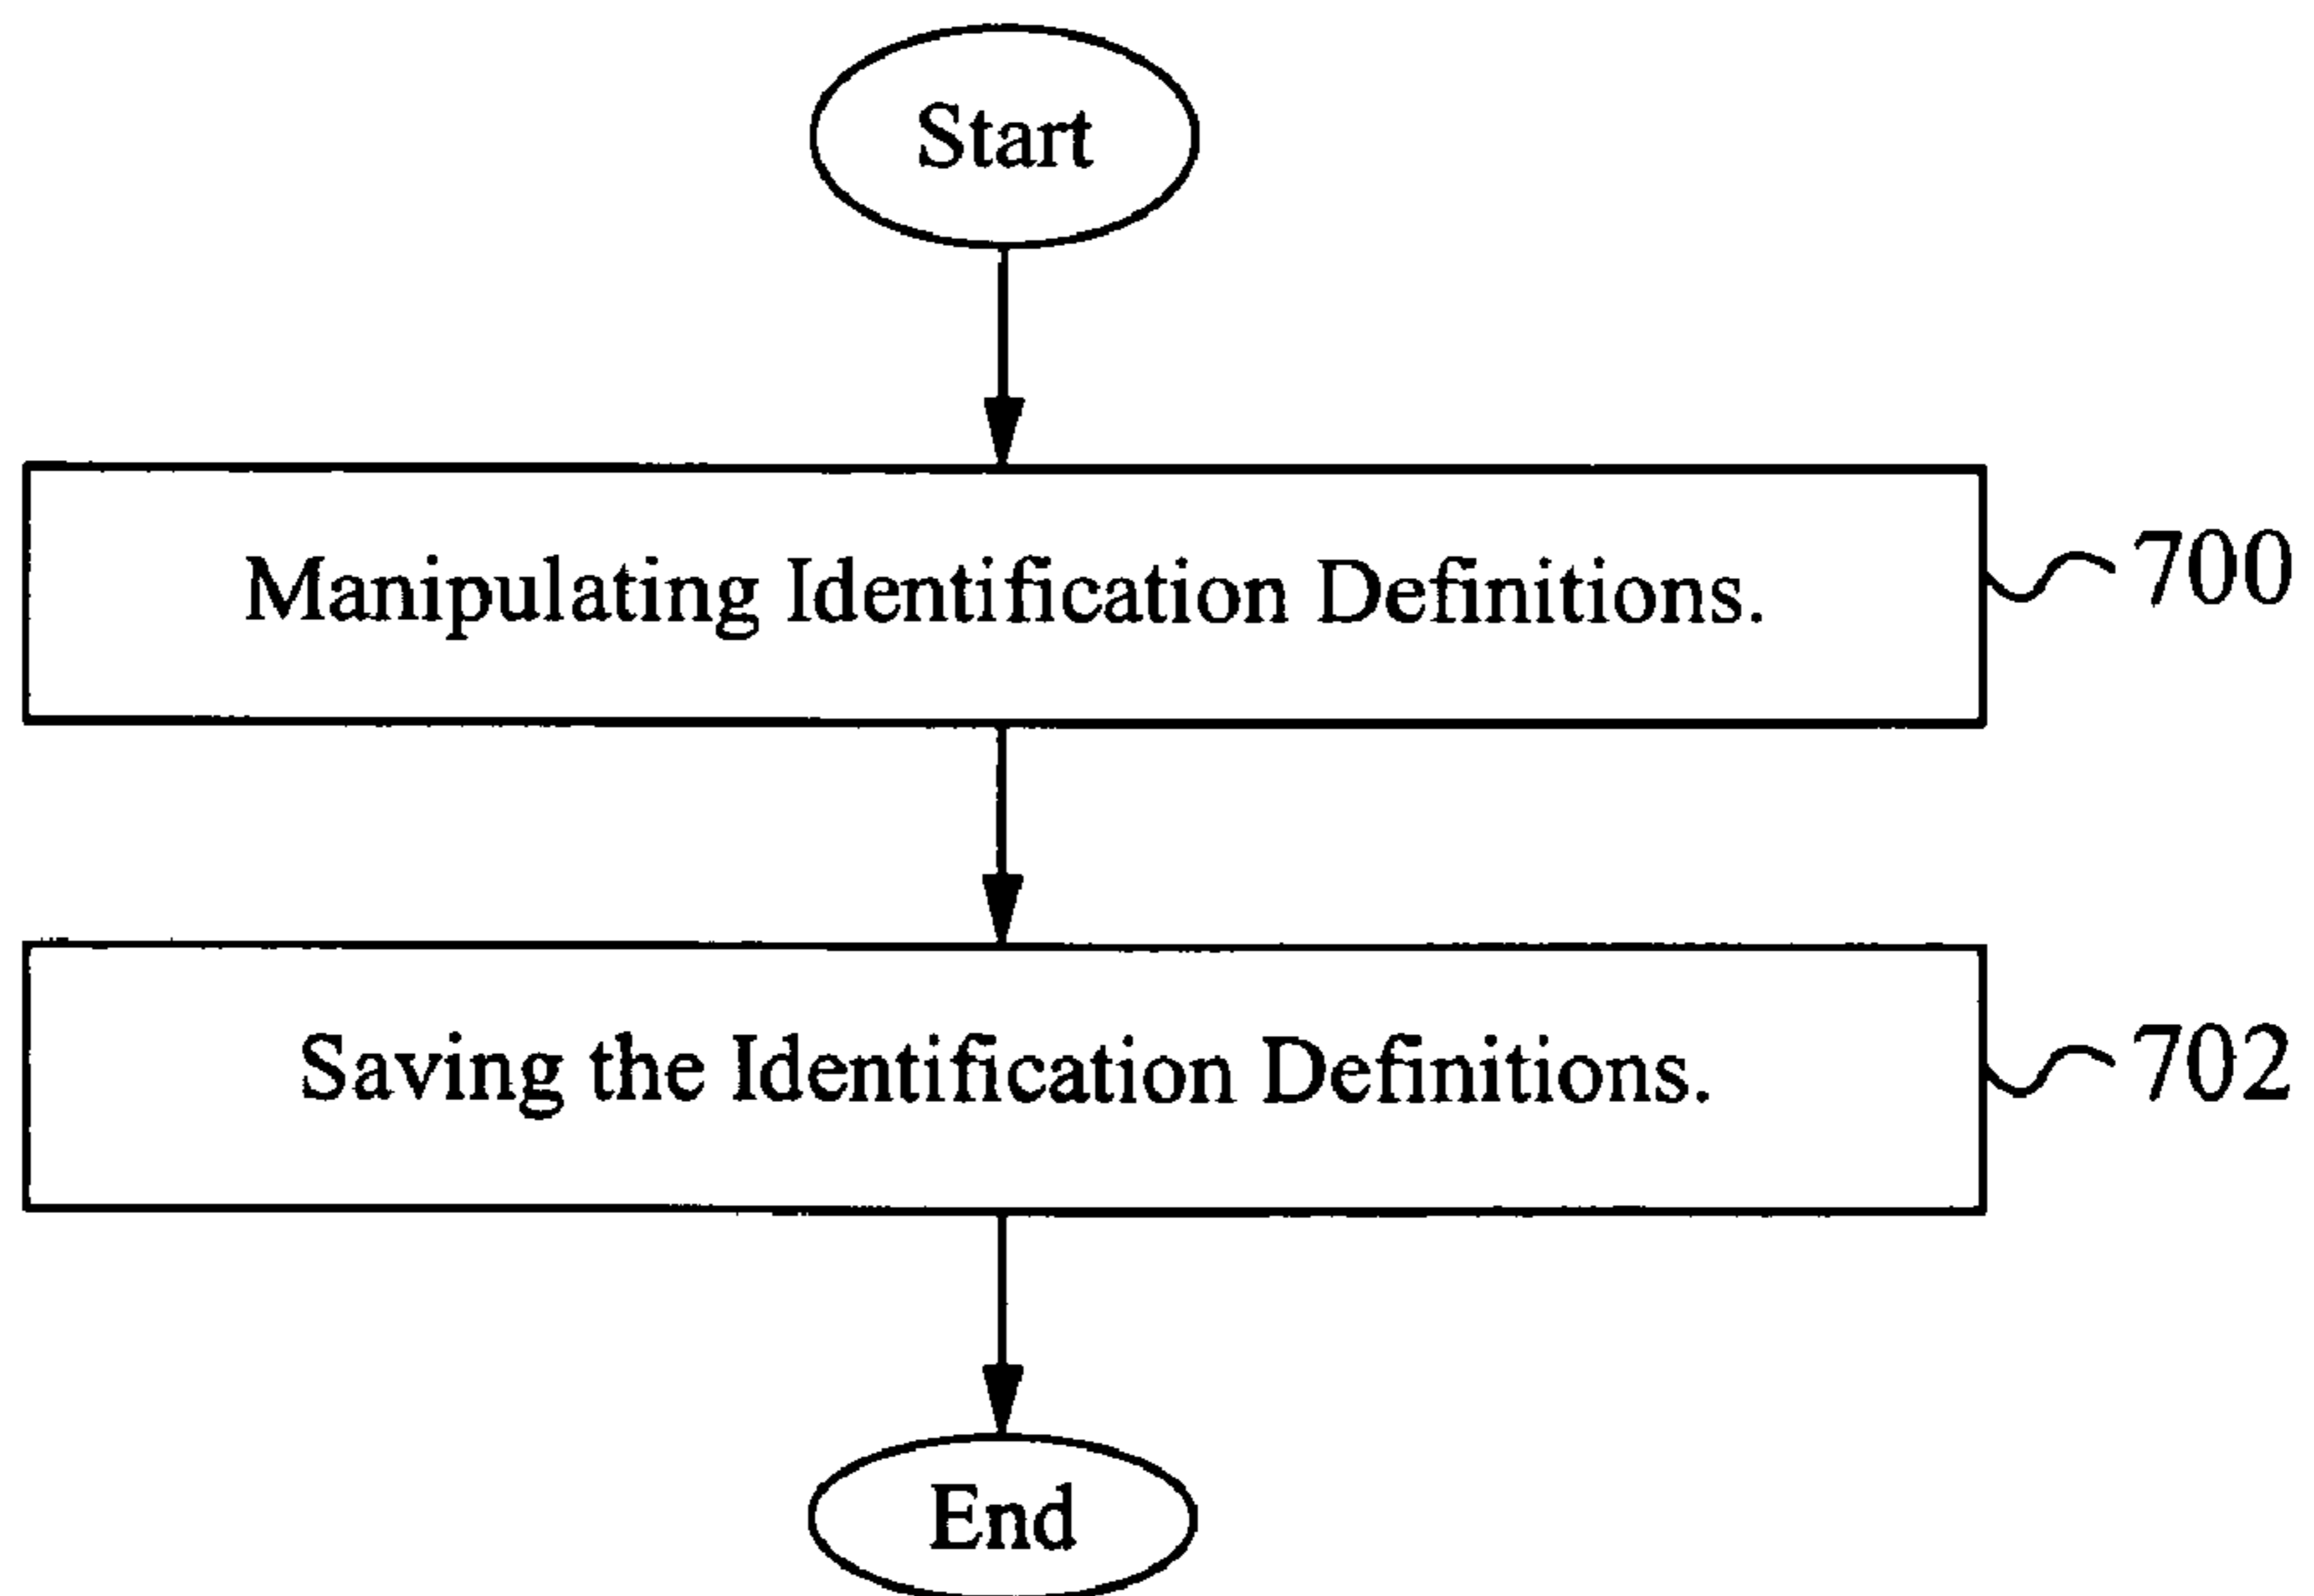 Start
Manipulating Identification Definitions.
700
Saving the Identification Definitions.
702
End